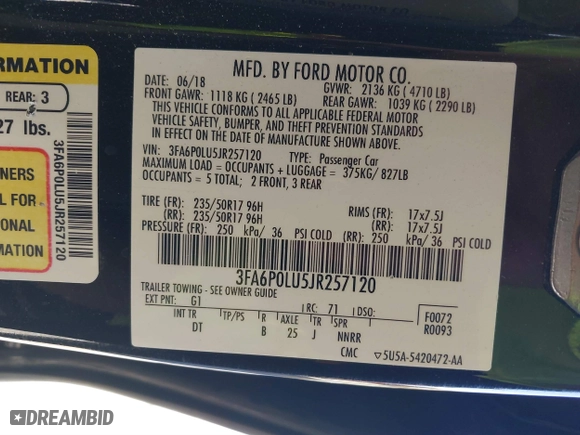 RMATION
REAR: 3
27 lbs.
NERS
L FOR
ONAL
ION
3FA6P0LU5JR257120
MFD. BY FORD MOTOR CO.
DATE: 06/18
GVWR: 2136 KG ( 4710 LB)
FRONT GAWR: 1118 KG ( 2465 LB)
REAR GAWR: 1039 KG ( 2290 LB)
THIS VEHICLE CONFORMS TO ALL APPLICABLE FEDERAL MOTOR
VEHICLE SAFETY, BUMPER, AND THEFT PREVENTION STANDARDS
IN EFFECT ON THE DATE OF MANUFACTURE SHOWN ABOVE.
VIN: 3FA6P0LU5JR257120 TYPE: Passenger Car
MAXIMUM LOAD = OCCUPANTS + LUGGAGE = 375KG/ 827LB
OCCUPANTS = 5 TOTAL; 2 FRONT, 3 REAR
TIRE (FR): 235/50R17 96H RIMS (FR): 17x7.5J
(RR): 235/50R17 96H (RR): 17x7.5J
PRESSURE (FR): 250 kPa/ 36 PSI COLD (RR): 250 kPa/ 36 PSI COLD
3FA6P0LU5JR257120
TRAILER TOWING - SEE OWNER GUIDE
EXT PNT: G1 RC: 71 DSO:
INT TR TP/PS R AXLE TR SPR
DT B 25 J NNRR
CMC
F0072
R0093
▽5U5A-5420472-AA
© DREAMBID